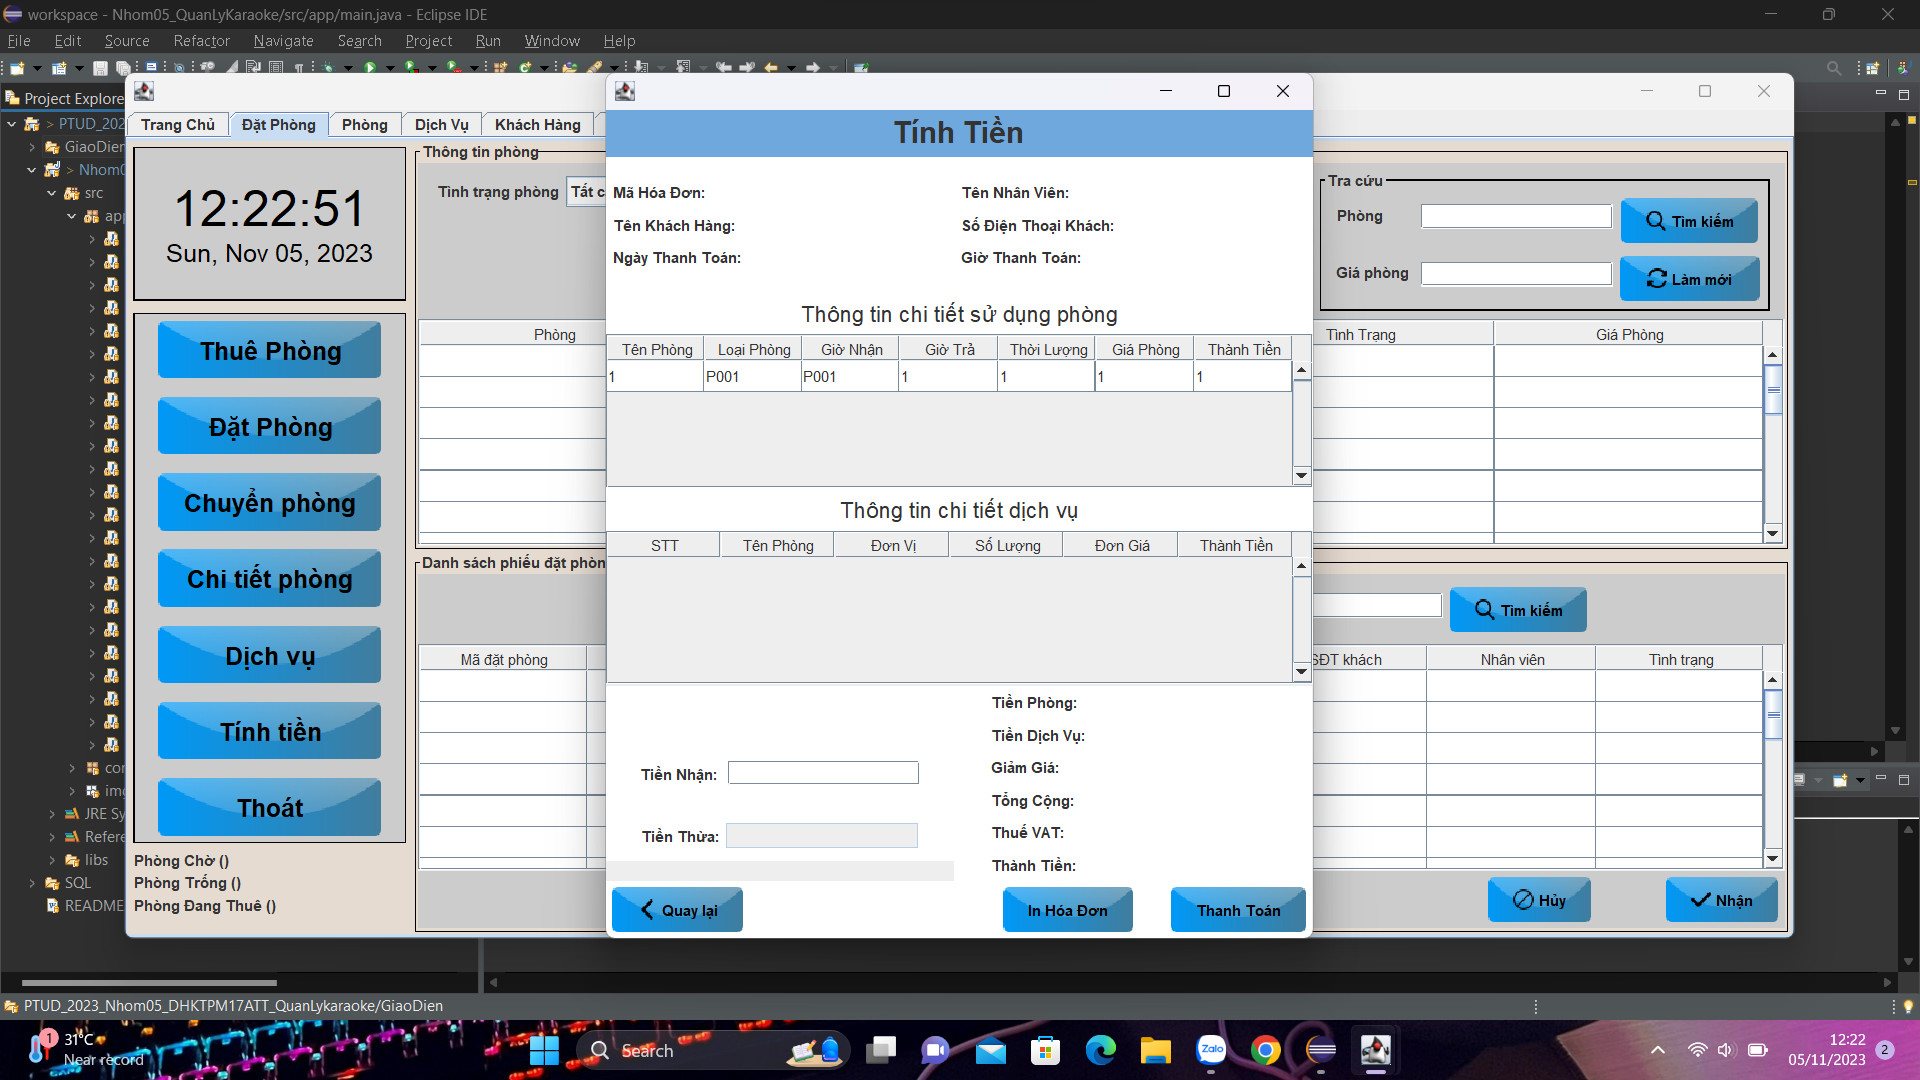 workspace - Nhom05_QuanLyKaraoke/src/app/main.java - Eclipse IDE
File Edit Source Refactor Navigate Search Project Run Window Help
Project Explore
> PTUD_202
GiaoDien
> Nhom0
src
app
cor
img
JRE Sy
Refere
libs
SQL
README
Trang Chủ
Đặt Phòng
Phòng
Dịch Vụ
Khách Hàng
12:22:51
Sun, Nov 05, 2023
Thuê Phòng
Đặt Phòng
Chuyển phòng
Chi tiết phòng
Dịch vụ
Tính tiền
Thoát
Phòng Chờ ()
Phòng Trống ()
Phòng Đang Thuê ()
Thông tin phòng
Tình trạng phòng
Tất c
Phòng
Danh sách phiếu đặt phòn
Mã đặt phòng
Tính Tiền
Mã Hóa Đơn:
Tên Nhân Viên:
Tên Khách Hàng:
Số Điện Thoại Khách:
Ngày Thanh Toán:
Giờ Thanh Toán:
Thông tin chi tiết sử dụng phòng
Tên Phòng Loại Phòng Giờ Nhận Giờ Trả Thời Lượng Giá Phòng Thành Tiền
1 P001 P001 1 1 1 1
Thông tin chi tiết dịch vụ
STT Tên Phòng Đơn Vị Số Lượng Đơn Giá Thành Tiền
Tiền Phòng:
Tiền Dịch Vụ:
Tiền Nhận:
Giảm Giá:
Tổng Cộng:
Tiền Thừa:
Thuế VAT:
Thành Tiền:
Quay lại
In Hóa Đơn
Thanh Toán
Tra cứu
Phòng
Tìm kiếm
Giá phòng
Làm mới
Tình Trạng
Giá Phòng
Tìm kiếm
SĐT khách
Nhân viên
Tình trạng
Hủy
Nhận
PTUD_2023_Nhom05_DHKTPM17ATT_QuanLykaraoke/GiaoDien
1
31°C
Near record
Search
Zalo
12:22
05/11/2023
2